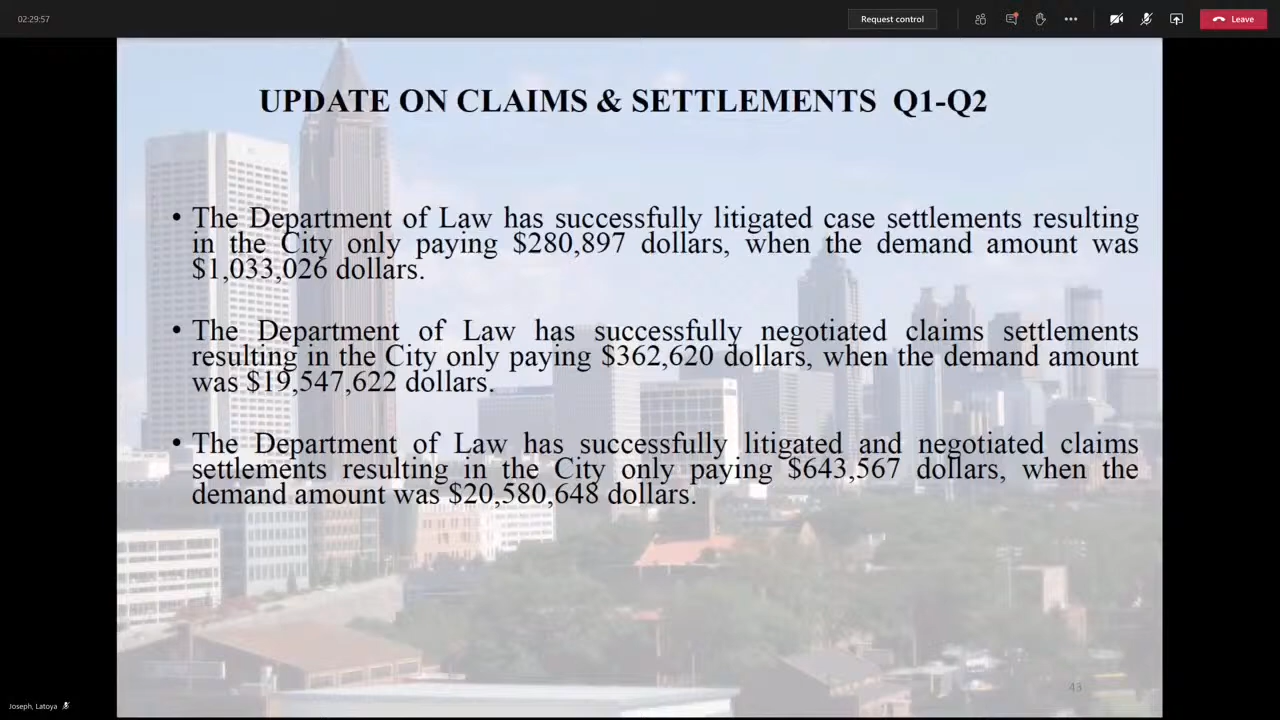 02:29:57
Request control
Leave
UPDATE ON CLAIMS & SETTLEMENTS Q1-Q2
• The Department of Law has successfully litigated case settlements resulting
in the City only paying $280,897 dollars, when the demand amount was
$1,033,026 dollars.
• The Department of Law has successfully negotiated claims settlements
resulting in the City only paying $362,620 dollars, when the demand amount
was $19,547,622 dollars.
• The Department of Law has successfully litigated and negotiated claims
settlements resulting in the City only paying $643,567 dollars, when the
demand amount was $20,580,648 dollars.
43
Joseph, Latoya